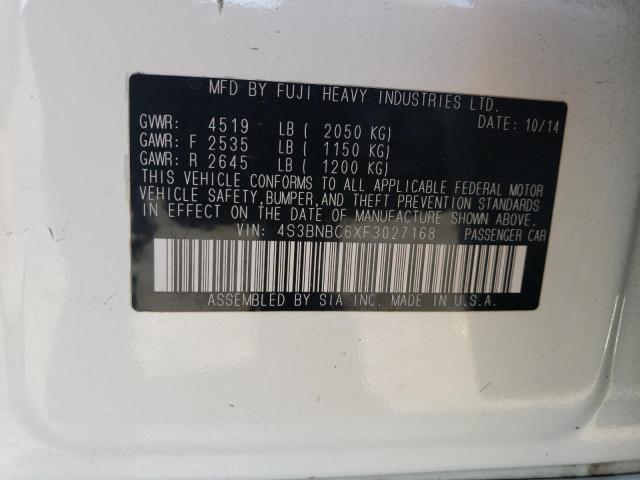 MFD BY FUJI HEAVY INDUSTRIES LTD.
DATE: 10/14
GVWR: 4519 LB ( 2050 KG)
GAWR: F 2535 LB ( 1150 KG)
GAWR: R 2645 LB ( 1200 KG)
THIS VEHICLE CONFORMS TO ALL APPLICABLE FEDERAL MOTOR
VEHICLE SAFETY,BUMPER,AND THEFT PREVENTION STANDARDS
IN EFFECT ON THE DATE OF MANUFACTURE SHOWN ABOVE.
VIN: 4S3BNBC6XF3027168 PASSENGER CAR
ASSEMBLED BY SIA INC. MADE IN U.S.A.